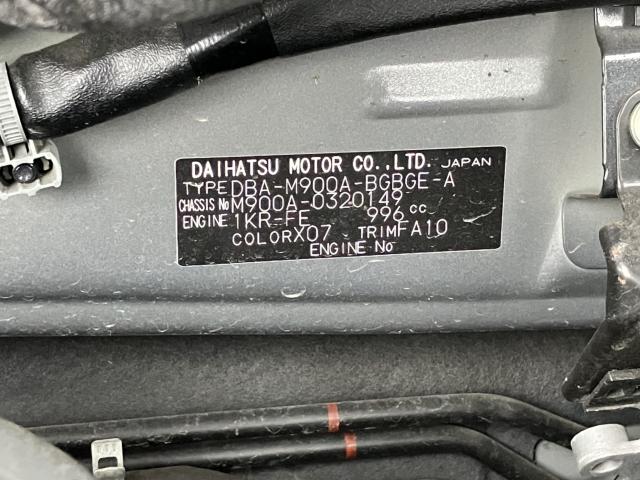 DAIHATSU MOTOR CO.,LTD. JAPAN
TYPE DBA-M900A-BGBGE-A
CHASSIS No M900A-0320149
ENGINE 1KR-FE 996 cc
COLOR X07 TRIM FA10
ENGINE No